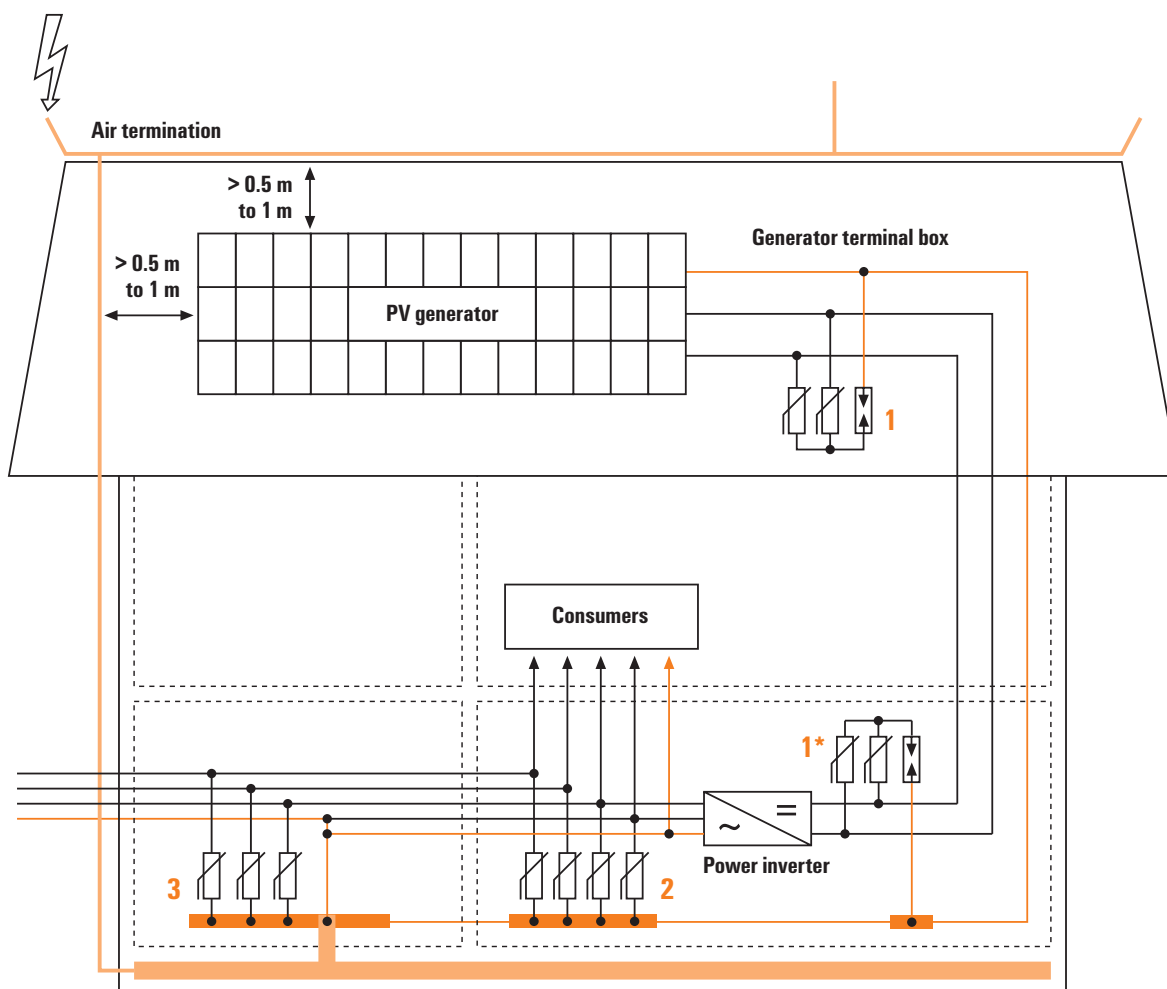 Air termination
> 0.5 m
to 1 m
Generator terminal box
> 0.5 m
to 1 m
PV generator
1
Consumers
1*
=
~
Power inverter
3
2